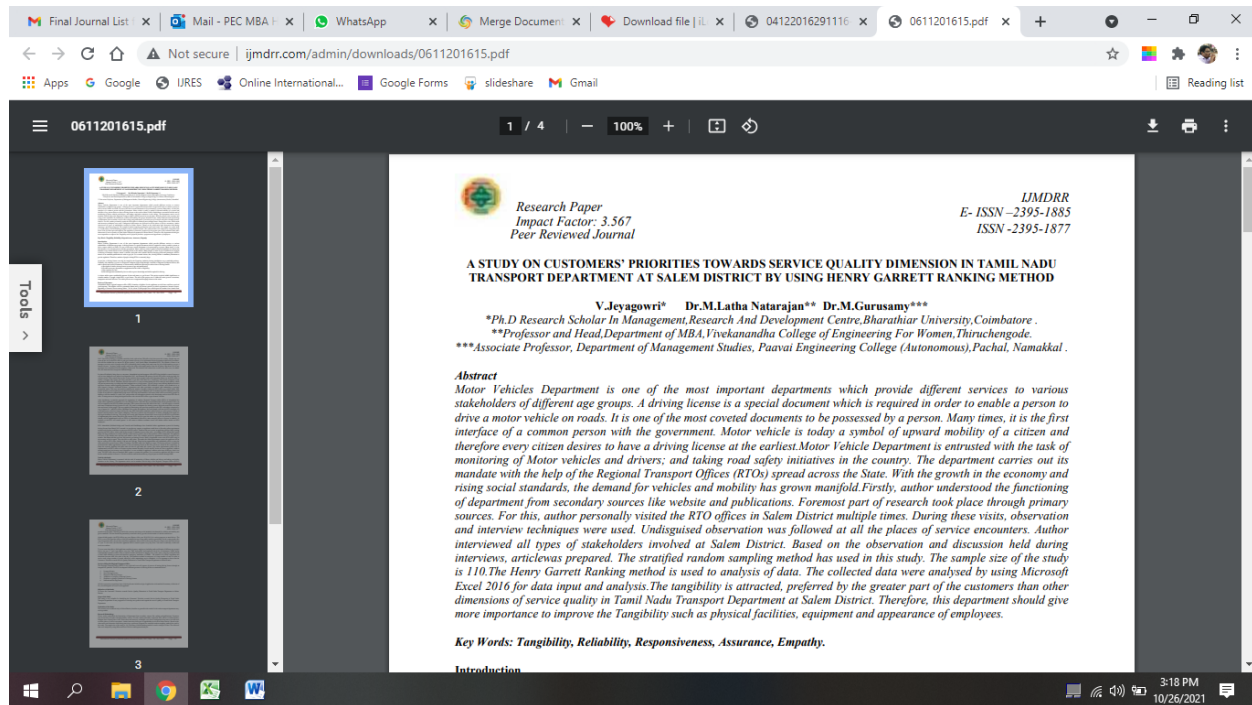 Final Journal List
Mail - PEC MBA H
WhatsApp
Merge Document
Download file | iL
04122016291116
0611201615.pdf
Not secure | ijmdrr.com/admin/downloads/0611201615.pdf
Apps Google IJRES Online International... Google Forms slideshare Gmail Reading list
0611201615.pdf 1 / 4 100%
Tools
1
2
3
Research Paper
Impact Factor: 3.567
Peer Reviewed Journal
IJMDRR
E- ISSN –2395-1885
ISSN -2395-1877
A STUDY ON CUSTOMERS' PRIORITIES TOWARDS SERVICE QUALITY DIMENSION IN TAMIL NADU
TRANSPORT DEPARTMENT AT SALEM DISTRICT BY USING HENRY GARRETT RANKING METHOD
V.Jeyagowri* Dr.M.Latha Natarajan** Dr.M.Gurusamy***
*Ph.D Research Scholar In Management,Research And Development Centre,Bharathiar University,Coimbatore .
**Professor and Head,Department of MBA,Vivekanandha College of Engineering For Women,Thiruchengode.
***Associate Professor, Department of Management Studies, Paavai Engineering College (Autonomous),Pachal, Namakkal .
Abstract
Motor Vehicles Department is one of the most important departments which provide different services to various
stakeholders of different age groups. A driving license is a special document which is required in order to enable a person to
drive a motor vehicle on roads. It is one of the most coveted documents to be possessed by a person. Many times, it is the first
interface of a common person with the government. Motor vehicle is today a symbol of upward mobility of a citizen and
therefore every citizen desires to have a driving license at the earliest.Motor Vehicle Department is entrusted with the task of
monitoring of Motor vehicles and drivers; and taking road safety initiatives in the country. The department carries out its
mandate with the help of the Regional Transport Offices (RTOs) spread across the State. With the growth in the economy and
rising social standards, the demand for vehicles and mobility has grown manifold.Firstly, author understood the functioning
of department from secondary sources like website and publications. Foremost part of research took place through primary
sources. For this, author personally visited the RTO offices in Salem District multiple times. During these visits, observation
and interview techniques were used. Undisguised observation was followed at all the places of service encounters. Author
interviewed all types of stakeholders involved at Salem District. Based on the observation and discussion held during
interviews, articlewas prepared. The stratified random sampling method has used in this study. The sample size of the study
is 110.The Henry Garrett Ranking method is used to analysis of data. The collected data were analysed by using Microsoft
Excel 2016 for data input and analysis.The tangibility is attracted, preferred by the greater part of the customers than other
dimensions of service quality in Tamil Nadu Transport Department at Salem District. Therefore, this department should give
more importance to improve the Tangibility such as physical facilities, equipment and appearance of employees.
Key Words: Tangibility, Reliability, Responsiveness, Assurance, Empathy.
Introduction
3:18 PM
10/26/2021